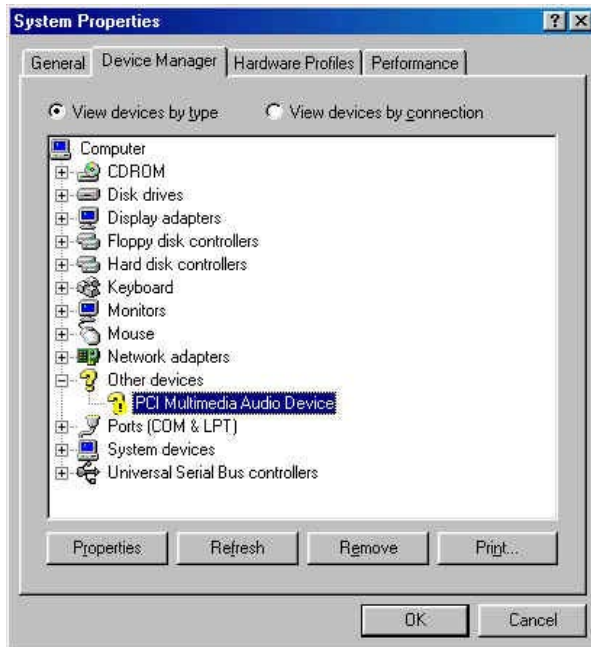 System Properties
General Device Manager Hardware Profiles Performance
View devices by type View devices by connection
Computer
CDROM
Disk drives
Display adapters
Floppy disk controllers
Hard disk controllers
Keyboard
Monitors
Mouse
Network adapters
Other devices
PCI Multimedia Audio Device
Ports (COM & LPT)
System devices
Universal Serial Bus controllers
Properties Refresh Remove Print...
OK Cancel